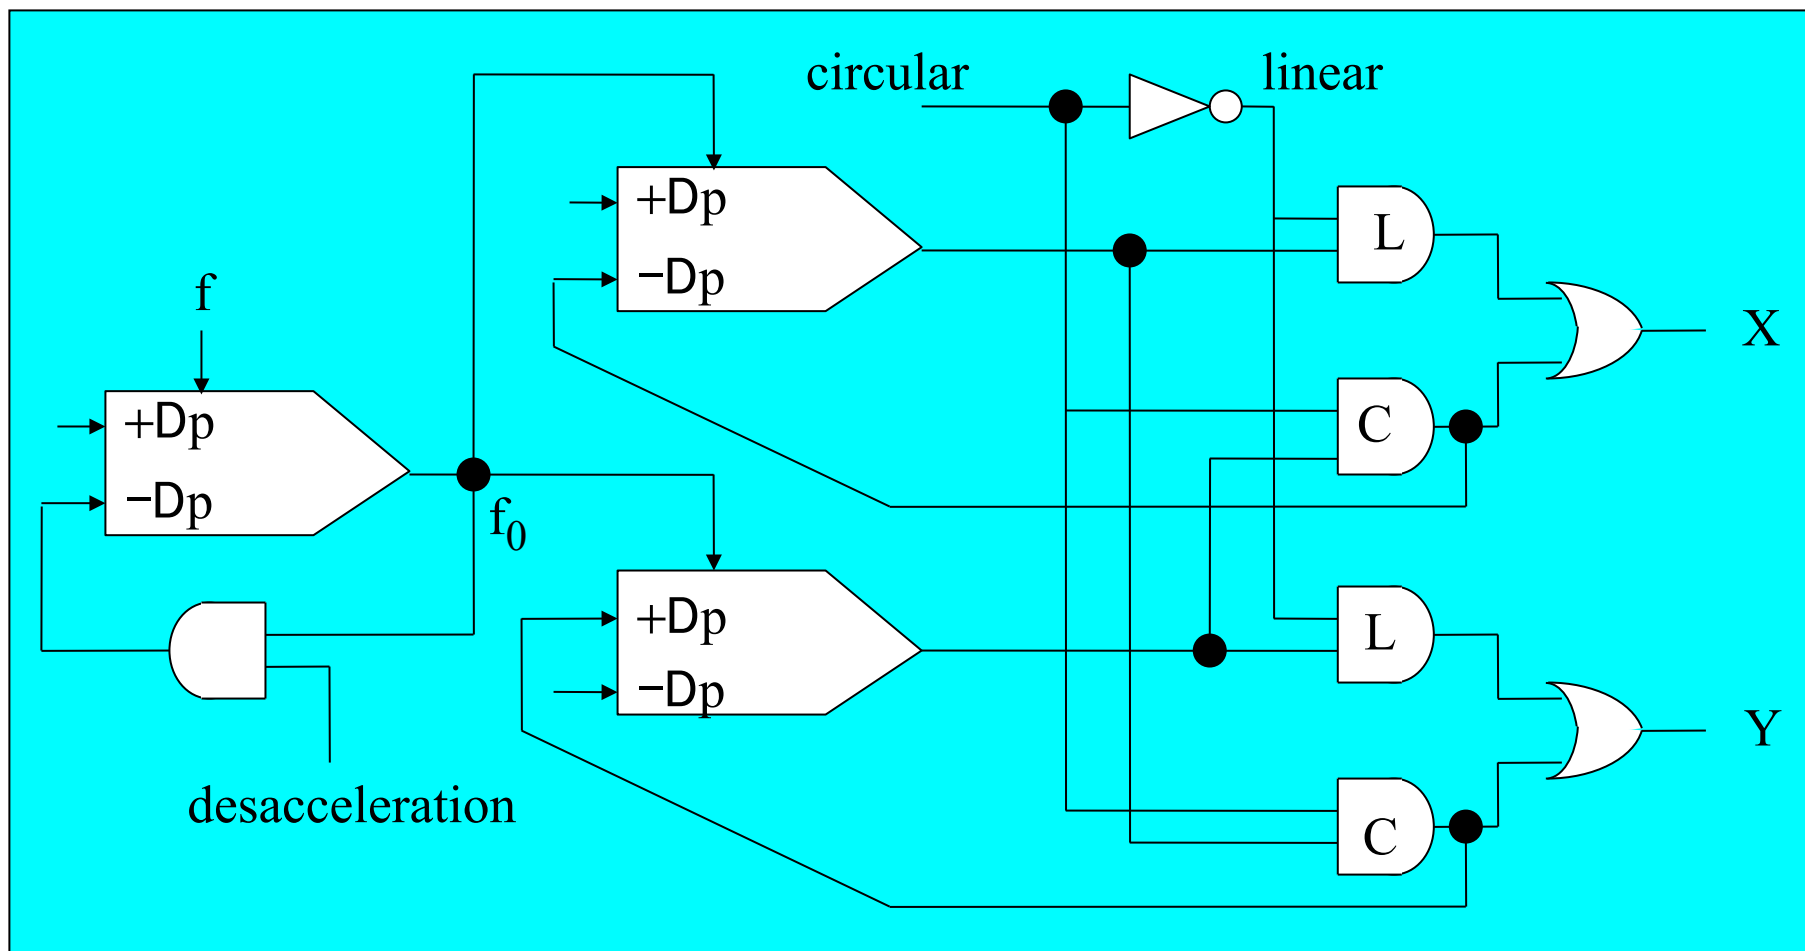 circular
linear
+Dp
−Dp
L
f
X
C
+Dp
−Dp
f0
+Dp
−Dp
L
Y
desacceleration
C